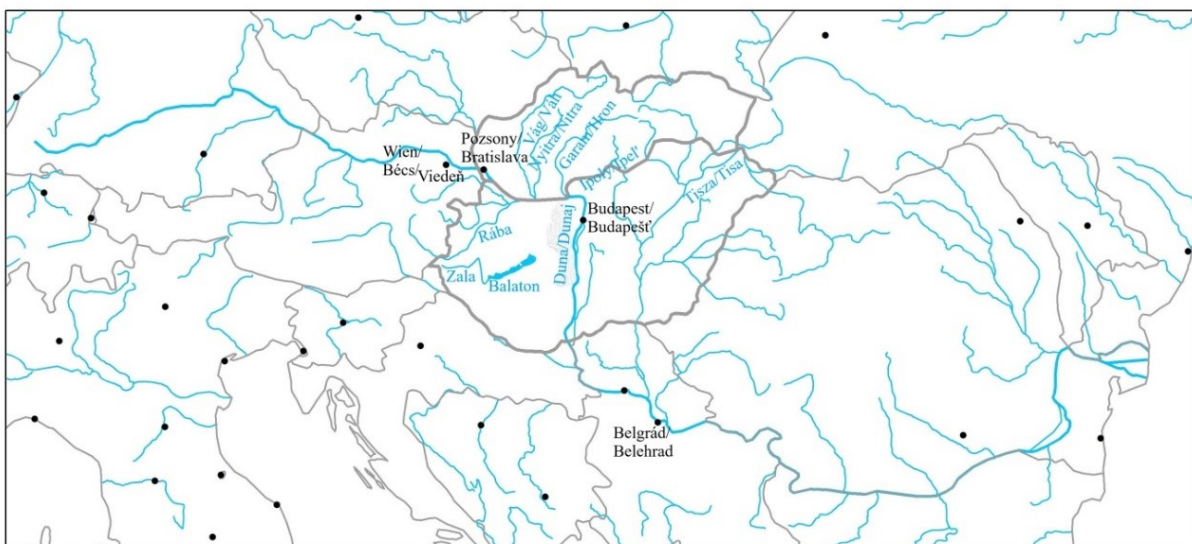 Vág/Váh
Nyitra/Nitra
Garam/Hron
Pozsony/
Bratislava
Wien/
Bécs/Viedeň
Ipoly/Ipeľ
Tisza/Tisa
Budapest/
Budapešť
Duna/Dunaj
Rába
Zala
Balaton
Belgrád/
Belehrad